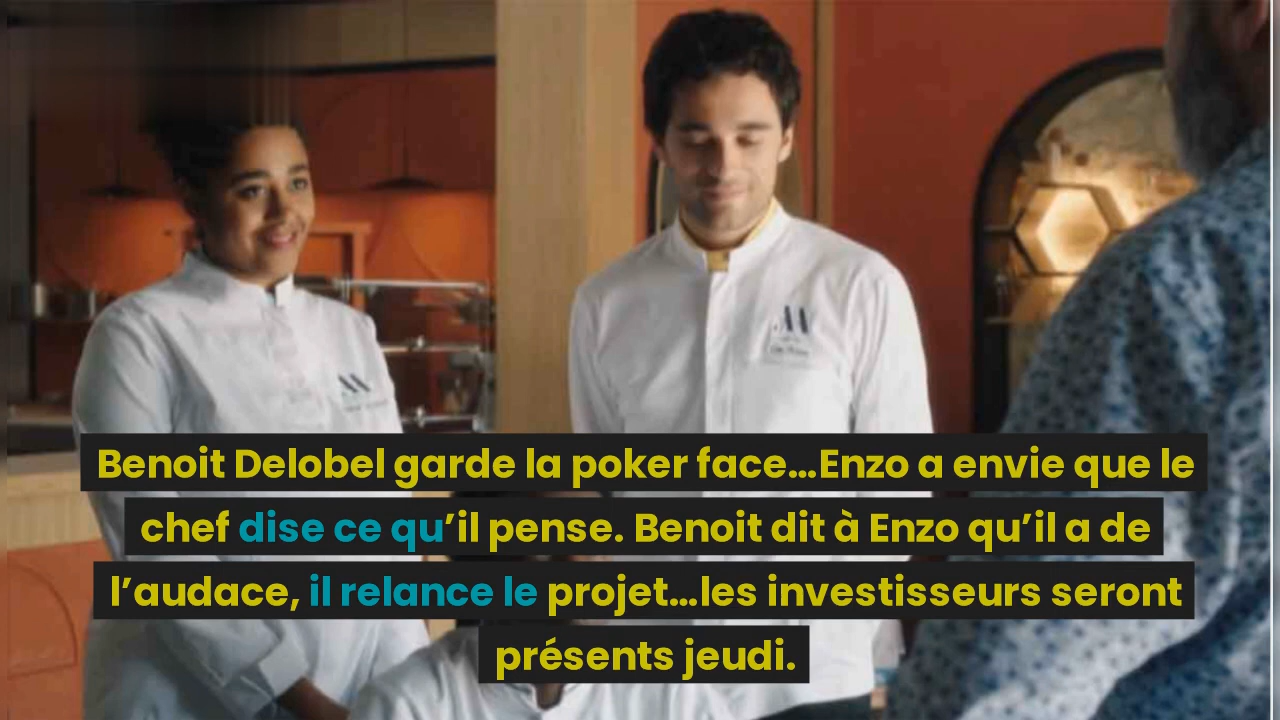 Benoit Delobel garde la poker face...Enzo a envie que le
chef dise ce qu’il pense. Benoit dit à Enzo qu’il a de
l’audace, il relance le projet...les investisseurs seront
présents jeudi.